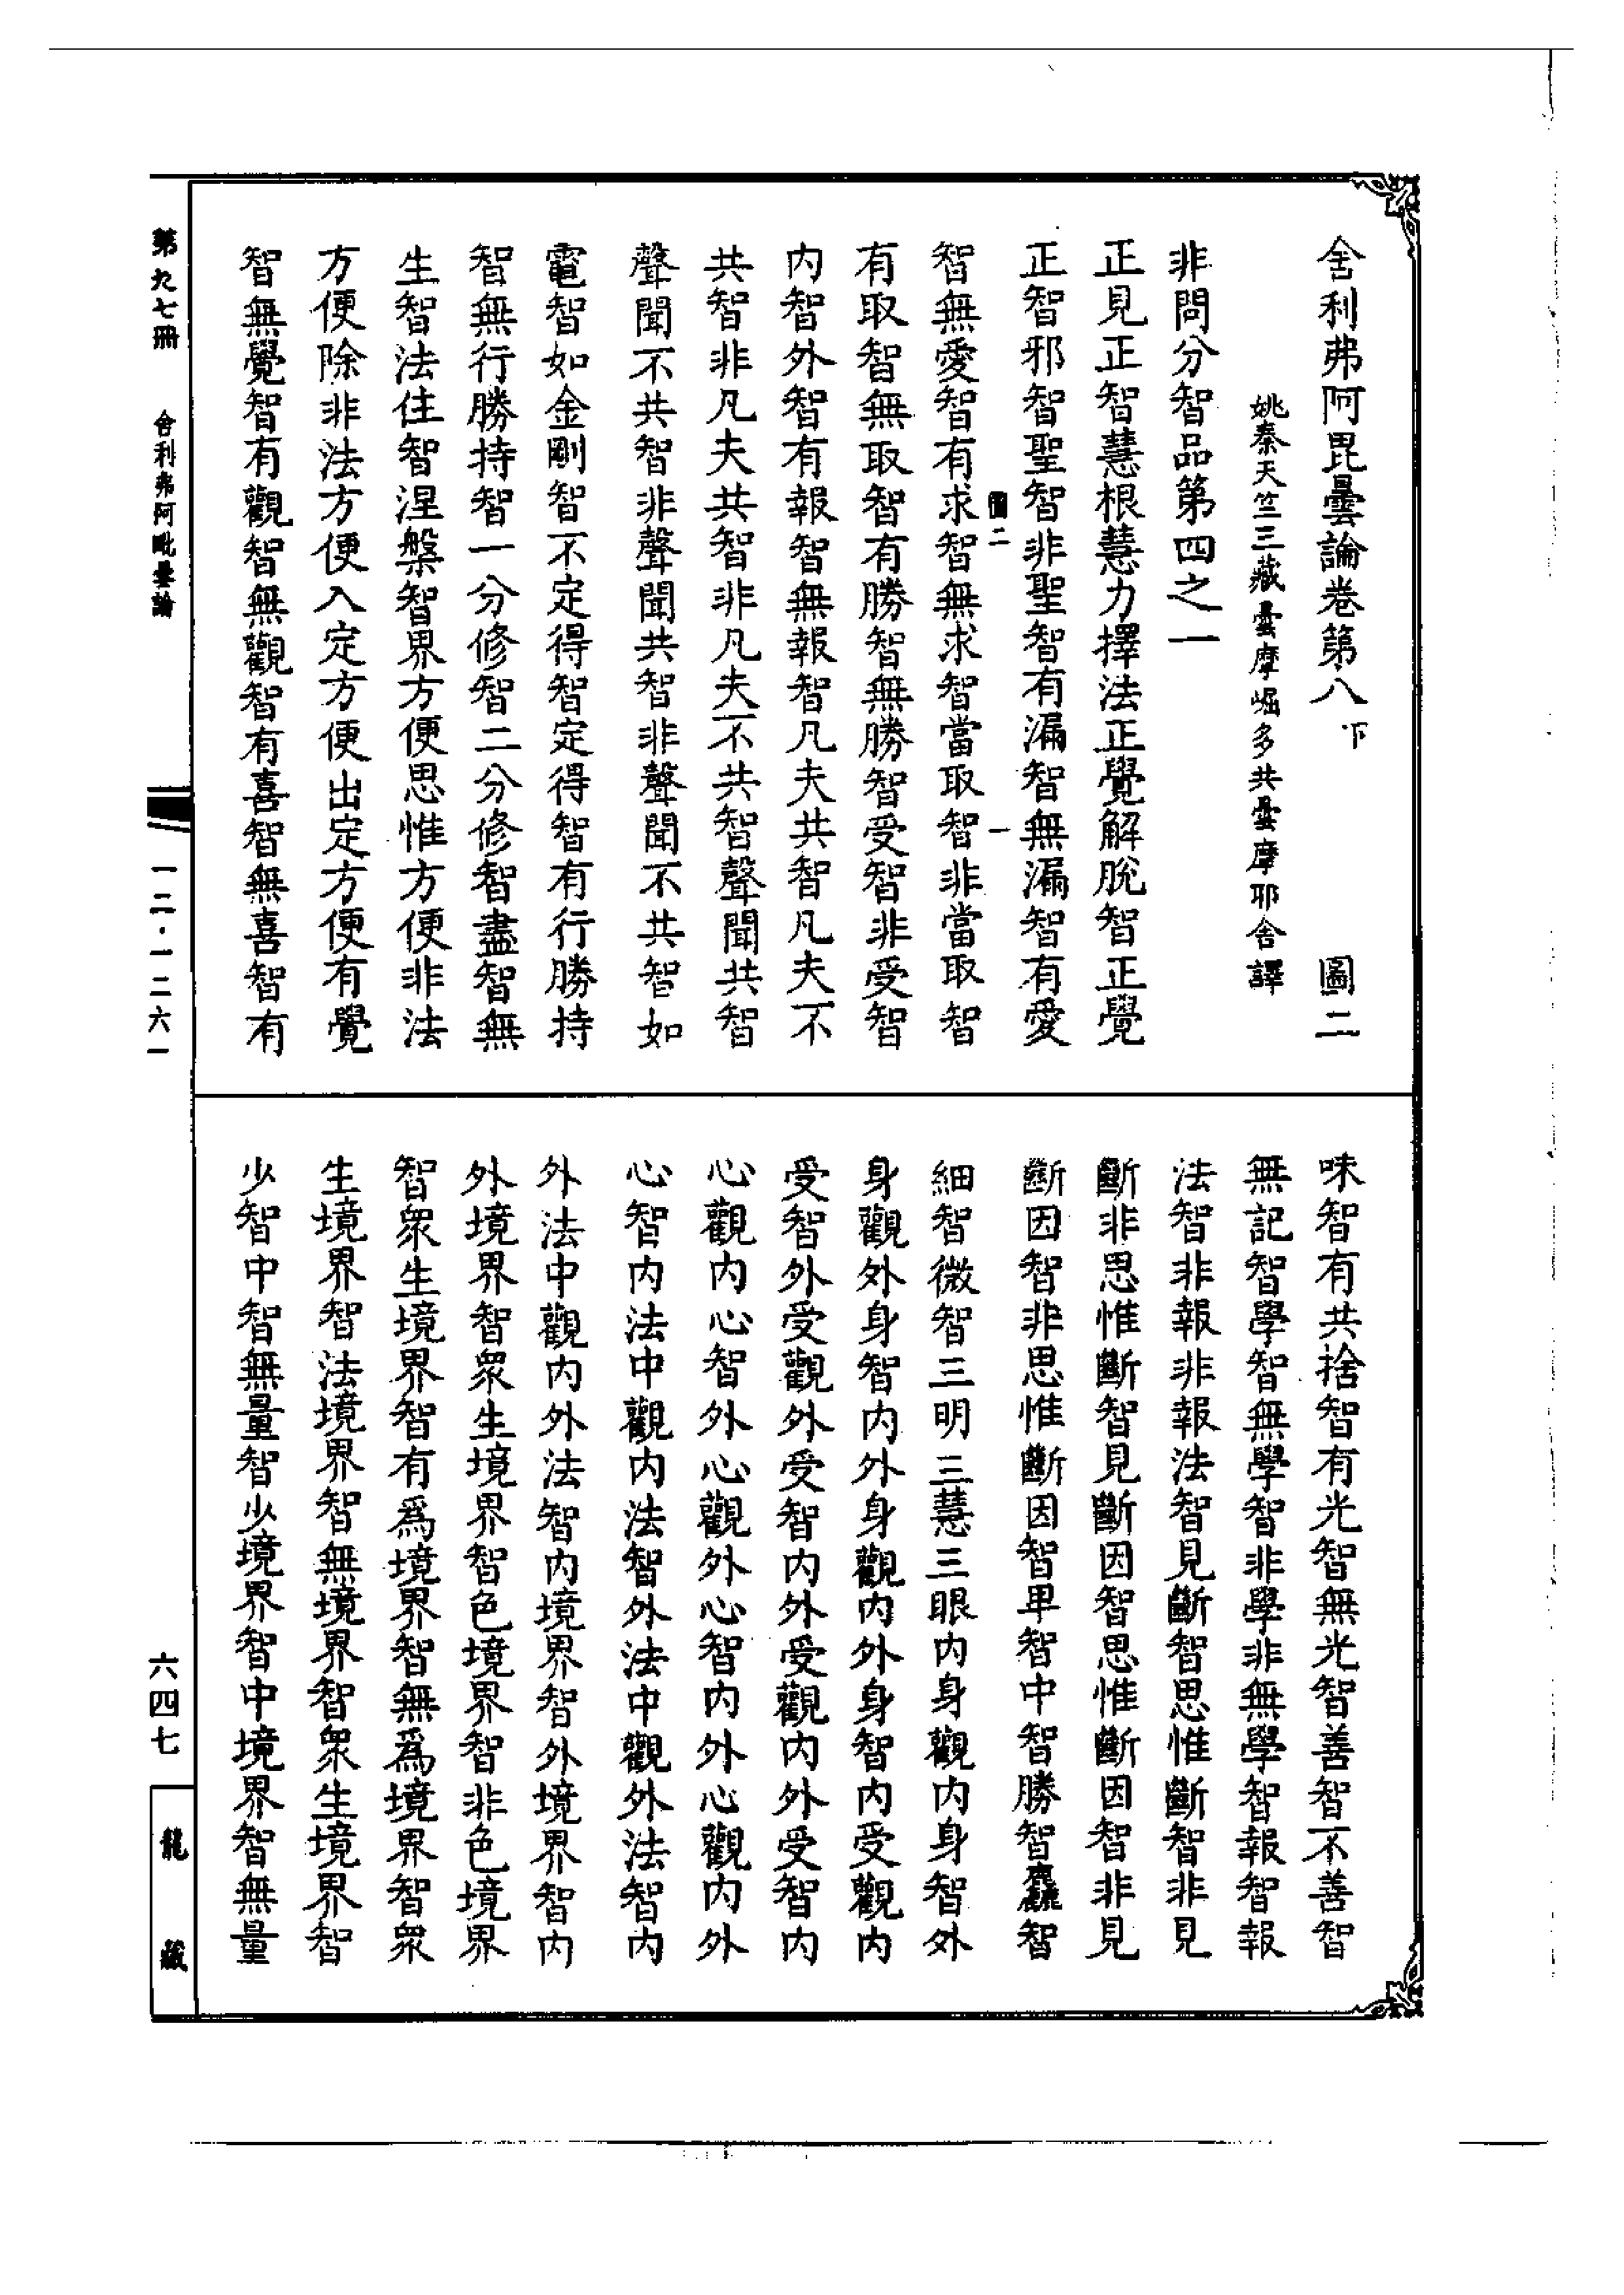 舍利弗阿毘曇論卷第八下　圖二
姚秦天竺三藏曇摩崛多共曇摩耶舍譯
非問分智品第四之一
正見正智慧根慧力擇法正覺解脫智正覺
正智邪智聖智非聖智有漏智無漏智有愛
圖二　一
智無愛智有求智無求智當取智非當取智
有取智無取智有勝智無勝智受智非受智
內智外智有報智無報智凡夫共智凡夫不
共智非凡夫共智非凡夫不共智聲聞共智
聲聞不共智非聲聞共智非聲聞不共智如
電智如金剛智不定得智定得智有行勝持
智無行勝持智一分修智二分修智盡智無
生智法住智涅槃智界方便思惟方便非法
方便除非法方便入定方便出定方便有覺
智無覺智有觀智無觀智有喜智無喜智有
味智有共捨智有光智無光智善智不善智
無記智學智無學智非學非無學智報智報
法智非報非報法智見斷智思惟斷智非見
斷非思惟斷智見斷因智思惟斷因智非見
斷因智非思惟斷因智卑智中智勝智麤智
細智微智三明三慧三眼內身觀內身智外
身觀外身智內外身觀內外身智內受觀內
受智外受觀外受智內外受觀內外受智內
心觀內心智外心觀外心智內外心觀內外
心智內法中觀內法智外法中觀外法智內
外法中觀內外法智內境界智外境界智內
外境界智衆生境界智色境界智非色境界
智衆生境界智有爲境界智無爲境界智衆
生境界智法境界智無境界智衆生境界智
少智中智無量智少境界智中境界智無量
第九七冊　舍利弗阿毗曇論
一二·一二六一
六四七
龍藏